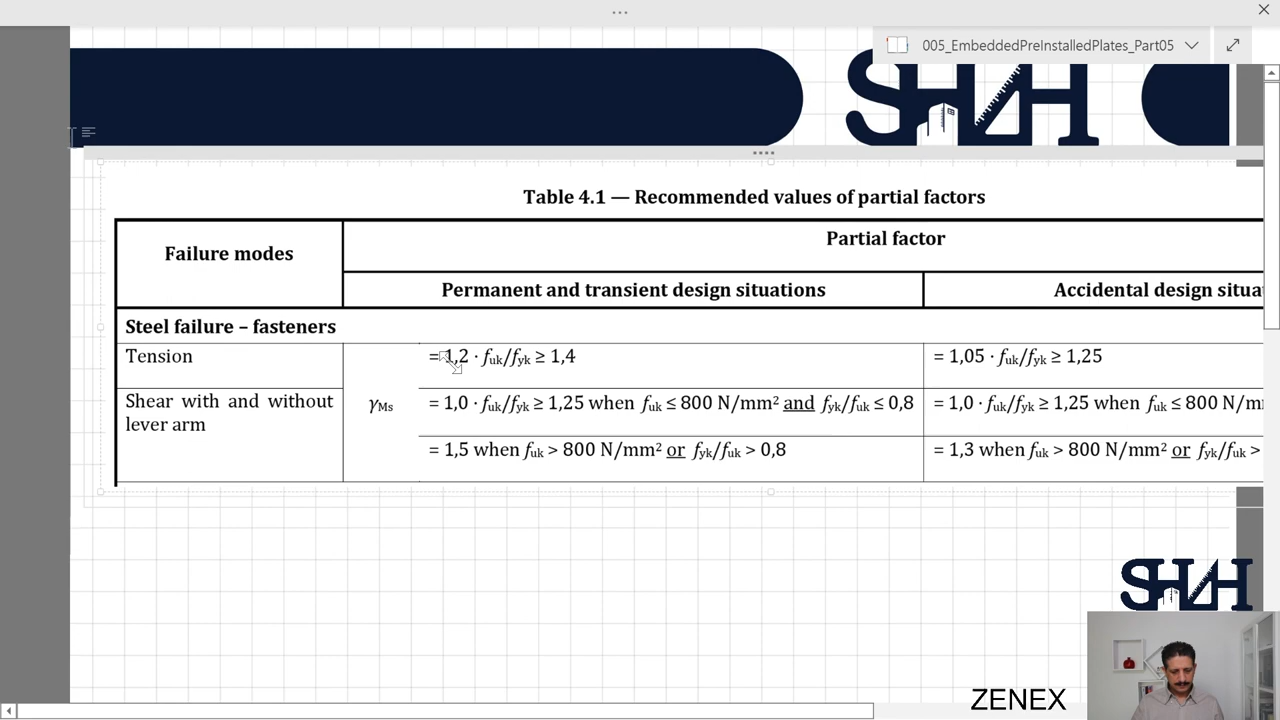 005_EmbeddedPreInstalledPlates_Part05
SHZH
Table 4.1 — Recommended values of partial factors
Failure modes
Partial factor
Permanent and transient design situations
Accidental design situa
Steel failure – fasteners
Tension
= 1,2 · fuk/fyk ≥ 1,4
= 1,05 · fuk/fyk ≥ 1,25
Shear with and without
lever arm
γMs
= 1,0 · fuk/fyk ≥ 1,25 when fuk ≤ 800 N/mm² and fyk/fuk ≤ 0,8
= 1,0 · fuk/fyk ≥ 1,25 when fuk ≤ 800 N/m
= 1,5 when fuk > 800 N/mm² or fyk/fuk > 0,8
= 1,3 when fuk > 800 N/mm² or fyk/fuk >
SHZH
ZENEX